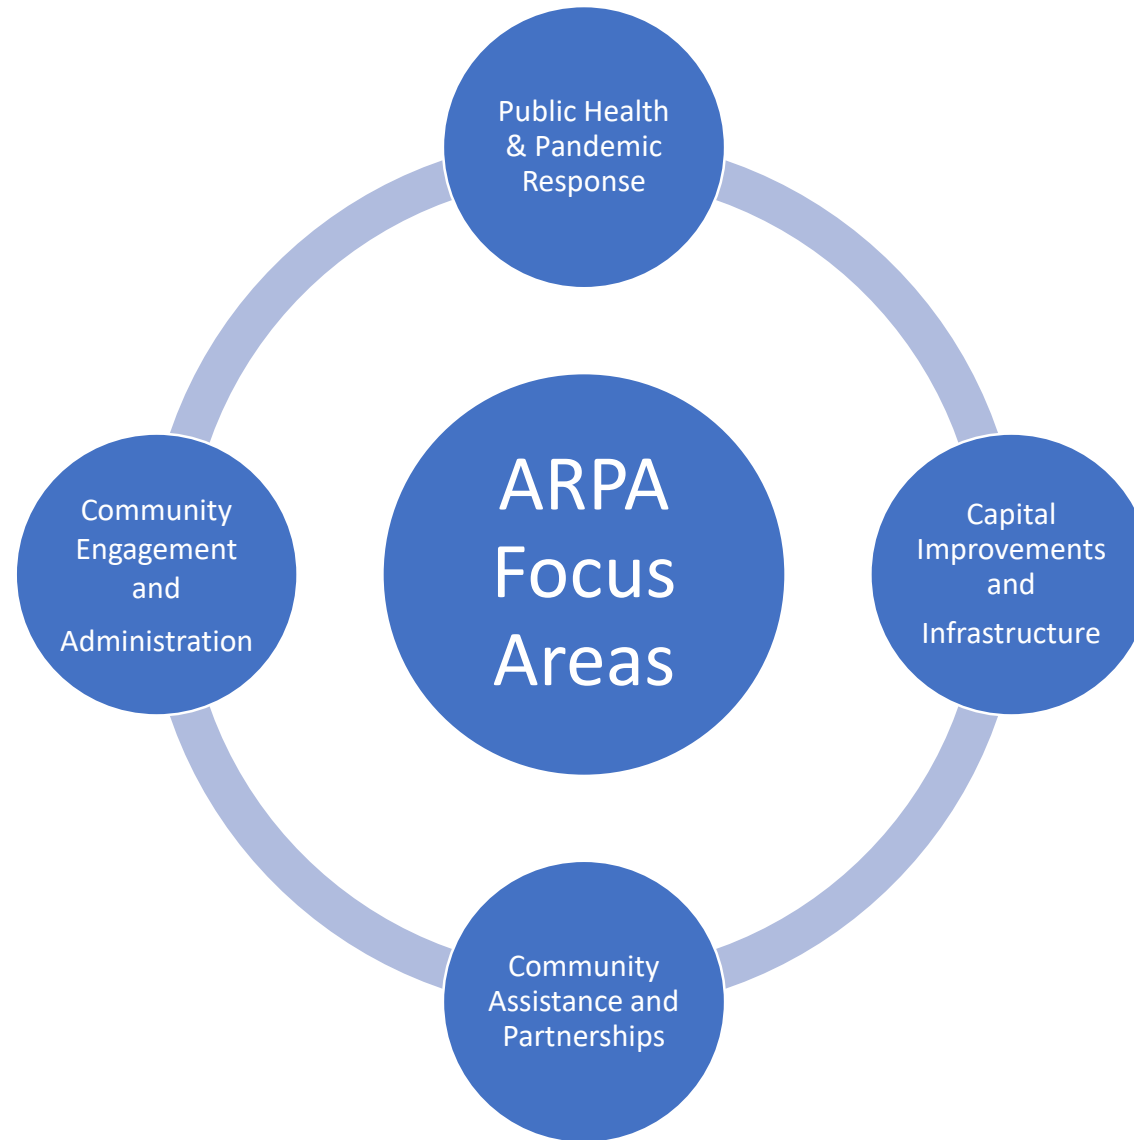 Public Health
& Pandemic
Response
Community
Engagement
and
Administration
ARPA
Focus
Areas
Capital
Improvements
and
Infrastructure
Community
Assistance and
Partnerships